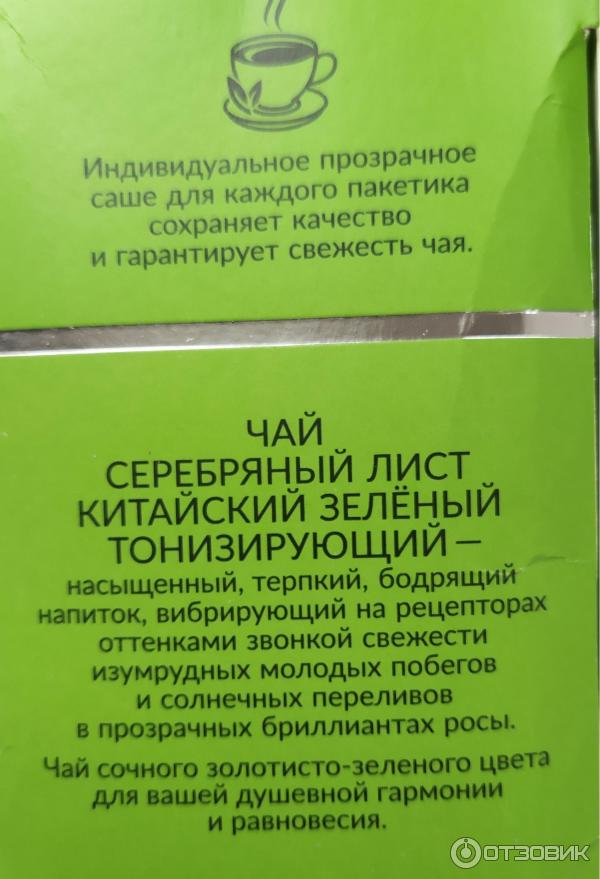 Индивидуальное прозрачное
саше для каждого пакетика
сохраняет качество
и гарантирует свежесть чая.
ЧАЙ
СЕРЕБРЯНЫЙ ЛИСТ
КИТАЙСКИЙ ЗЕЛЁНЫЙ
ТОНИЗИРУЮЩИЙ —
насыщенный, терпкий, бодрящий
напиток, вибрирующий на рецепторах
оттенками звонкой свежести
изумрудных молодых побегов
и солнечных переливов
в прозрачных бриллиантах росы.
Чай сочного золотисто-зеленого цвета
для вашей душевной гармонии
и равновесия.
ОТЗОВИК